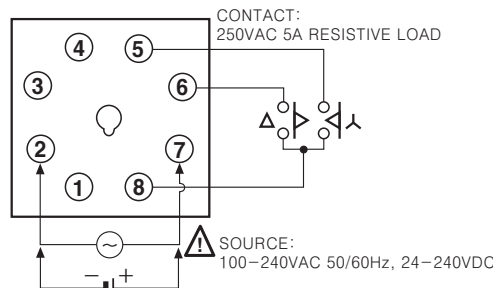 CONTACT:
250VAC 5A RESISTIVE LOAD
4
5
3
6
2
7
1
8
SOURCE:
100-240VAC 50/60Hz, 24-240VDC